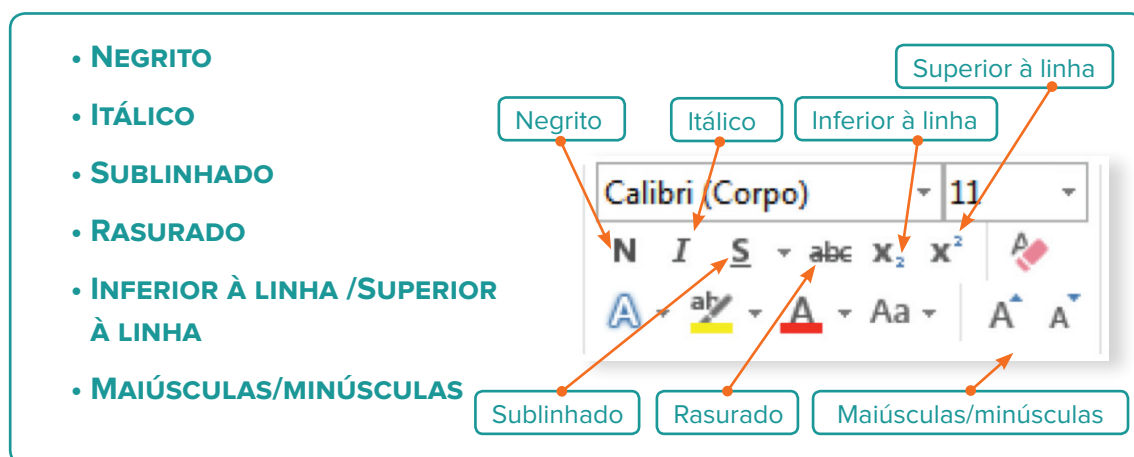 • Negrito
• Itálico
• Sublinhado
• Rasurado
• Inferior à linha /Superior
à linha
• Maiúsculas/minúsculas
Superior à linha
Negrito
Itálico
Inferior à linha
Calibri (Corpo) 11
N I S abc x₂ x² A
A ab A Aa A A
Sublinhado
Rasurado
Maiúsculas/minúsculas